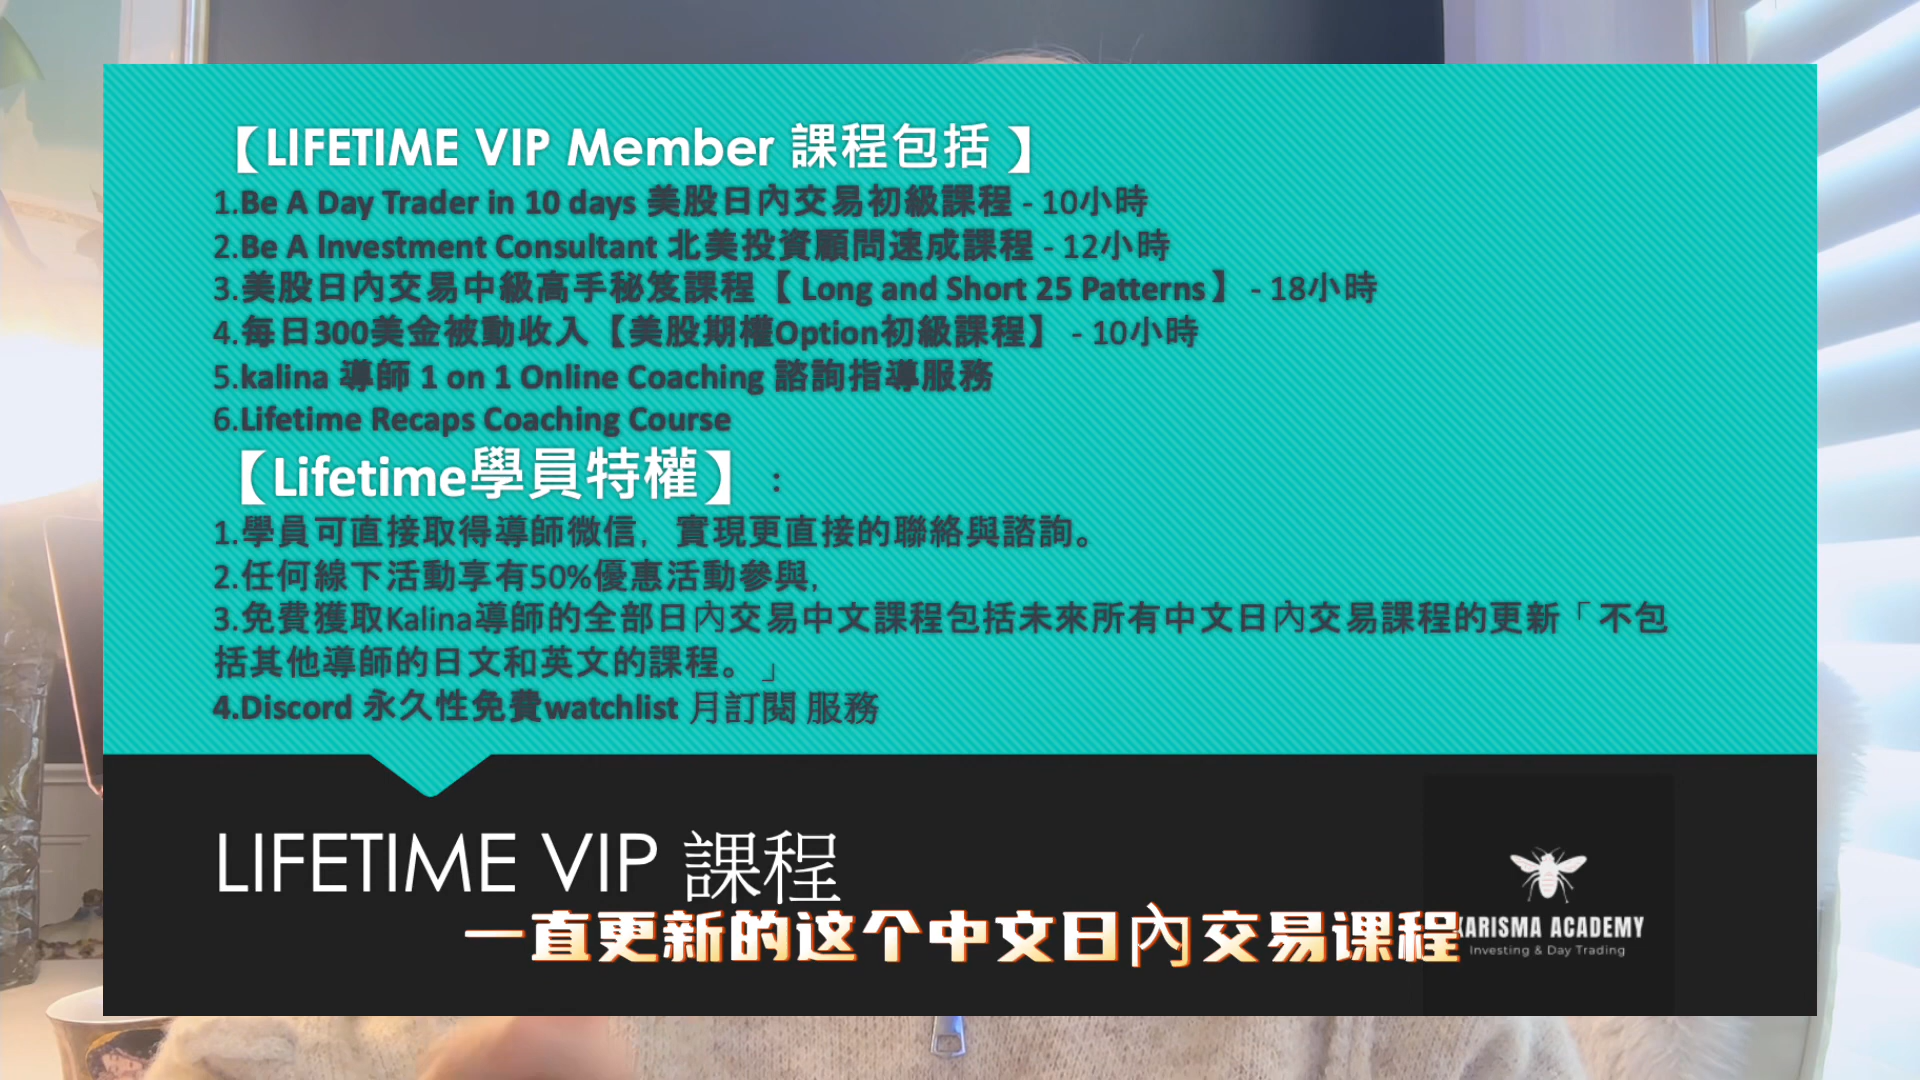 【LIFETIME VIP Member 課程包括 】
1.Be A Day Trader in 10 days 美股日內交易初級課程 - 10小時
2.Be A Investment Consultant 北美投資顧問速成課程 - 12小時
3.美股日內交易中級高手秘笈課程【 Long and Short 25 Patterns】 - 18小時
4.每日300美金被動收入【美股期權Option初級課程】 - 10小時
5.kalina 導師 1 on 1 Online Coaching 諮詢指導服務
6.Lifetime Recaps Coaching Course
【Lifetime學員特權】：
1.學員可直接取得導師微信，實現更直接的聯絡與諮詢。
2.任何線下活動享有50%優惠活動參與,
3.免費獲取Kalina導師的全部日內交易中文課程包括未來所有中文日內交易課程的更新「不包
括其他導師的日文和英文的課程。」
4.Discord 永久性免費watchlist 月訂閱 服務
LIFETIME VIP 課程
一直更新的这个中文日內交易课程
KARISMA ACADEMY
Investing & Day Trading